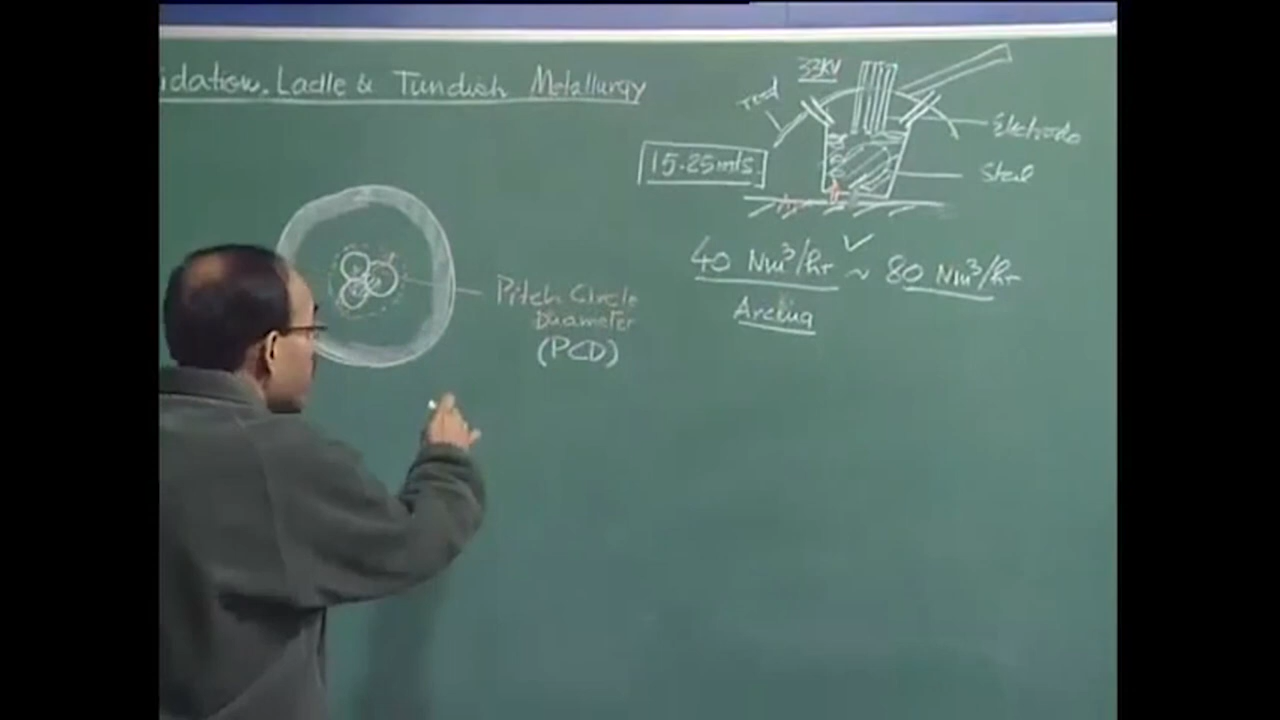 idation. Ladle & Tundish Metallurgy
33KV
Electrode
15.25mts.
Steel
40 Nm³/hr ~ 80 Nm³/hr
Arcing
Pitch Circle
Diameter
(PCD)